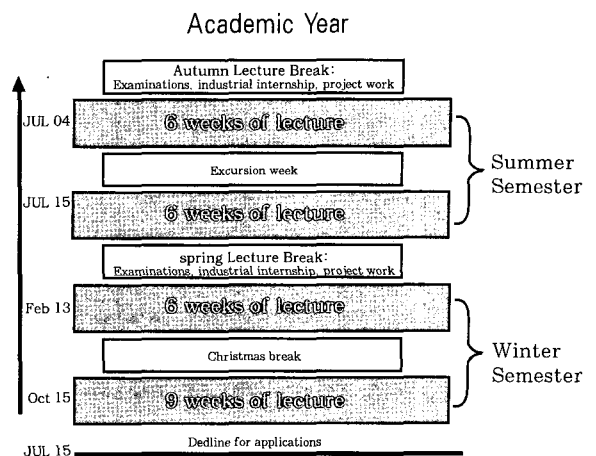 Academic Year
Autumn Lecture Break:
Examinations, industrial internship, project work
JUL 04
6 weeks of lecture
Excursion week
Summer
Semester
JUL 15
6 weeks of lecture
spring Lecture Break:
Examinations, industrial internship, project work
Feb 13
6 weeks of lecture
Christmas break
Winter
Semester
Oct 15
9 weeks of lecture
JUL 15
Dedline for applications